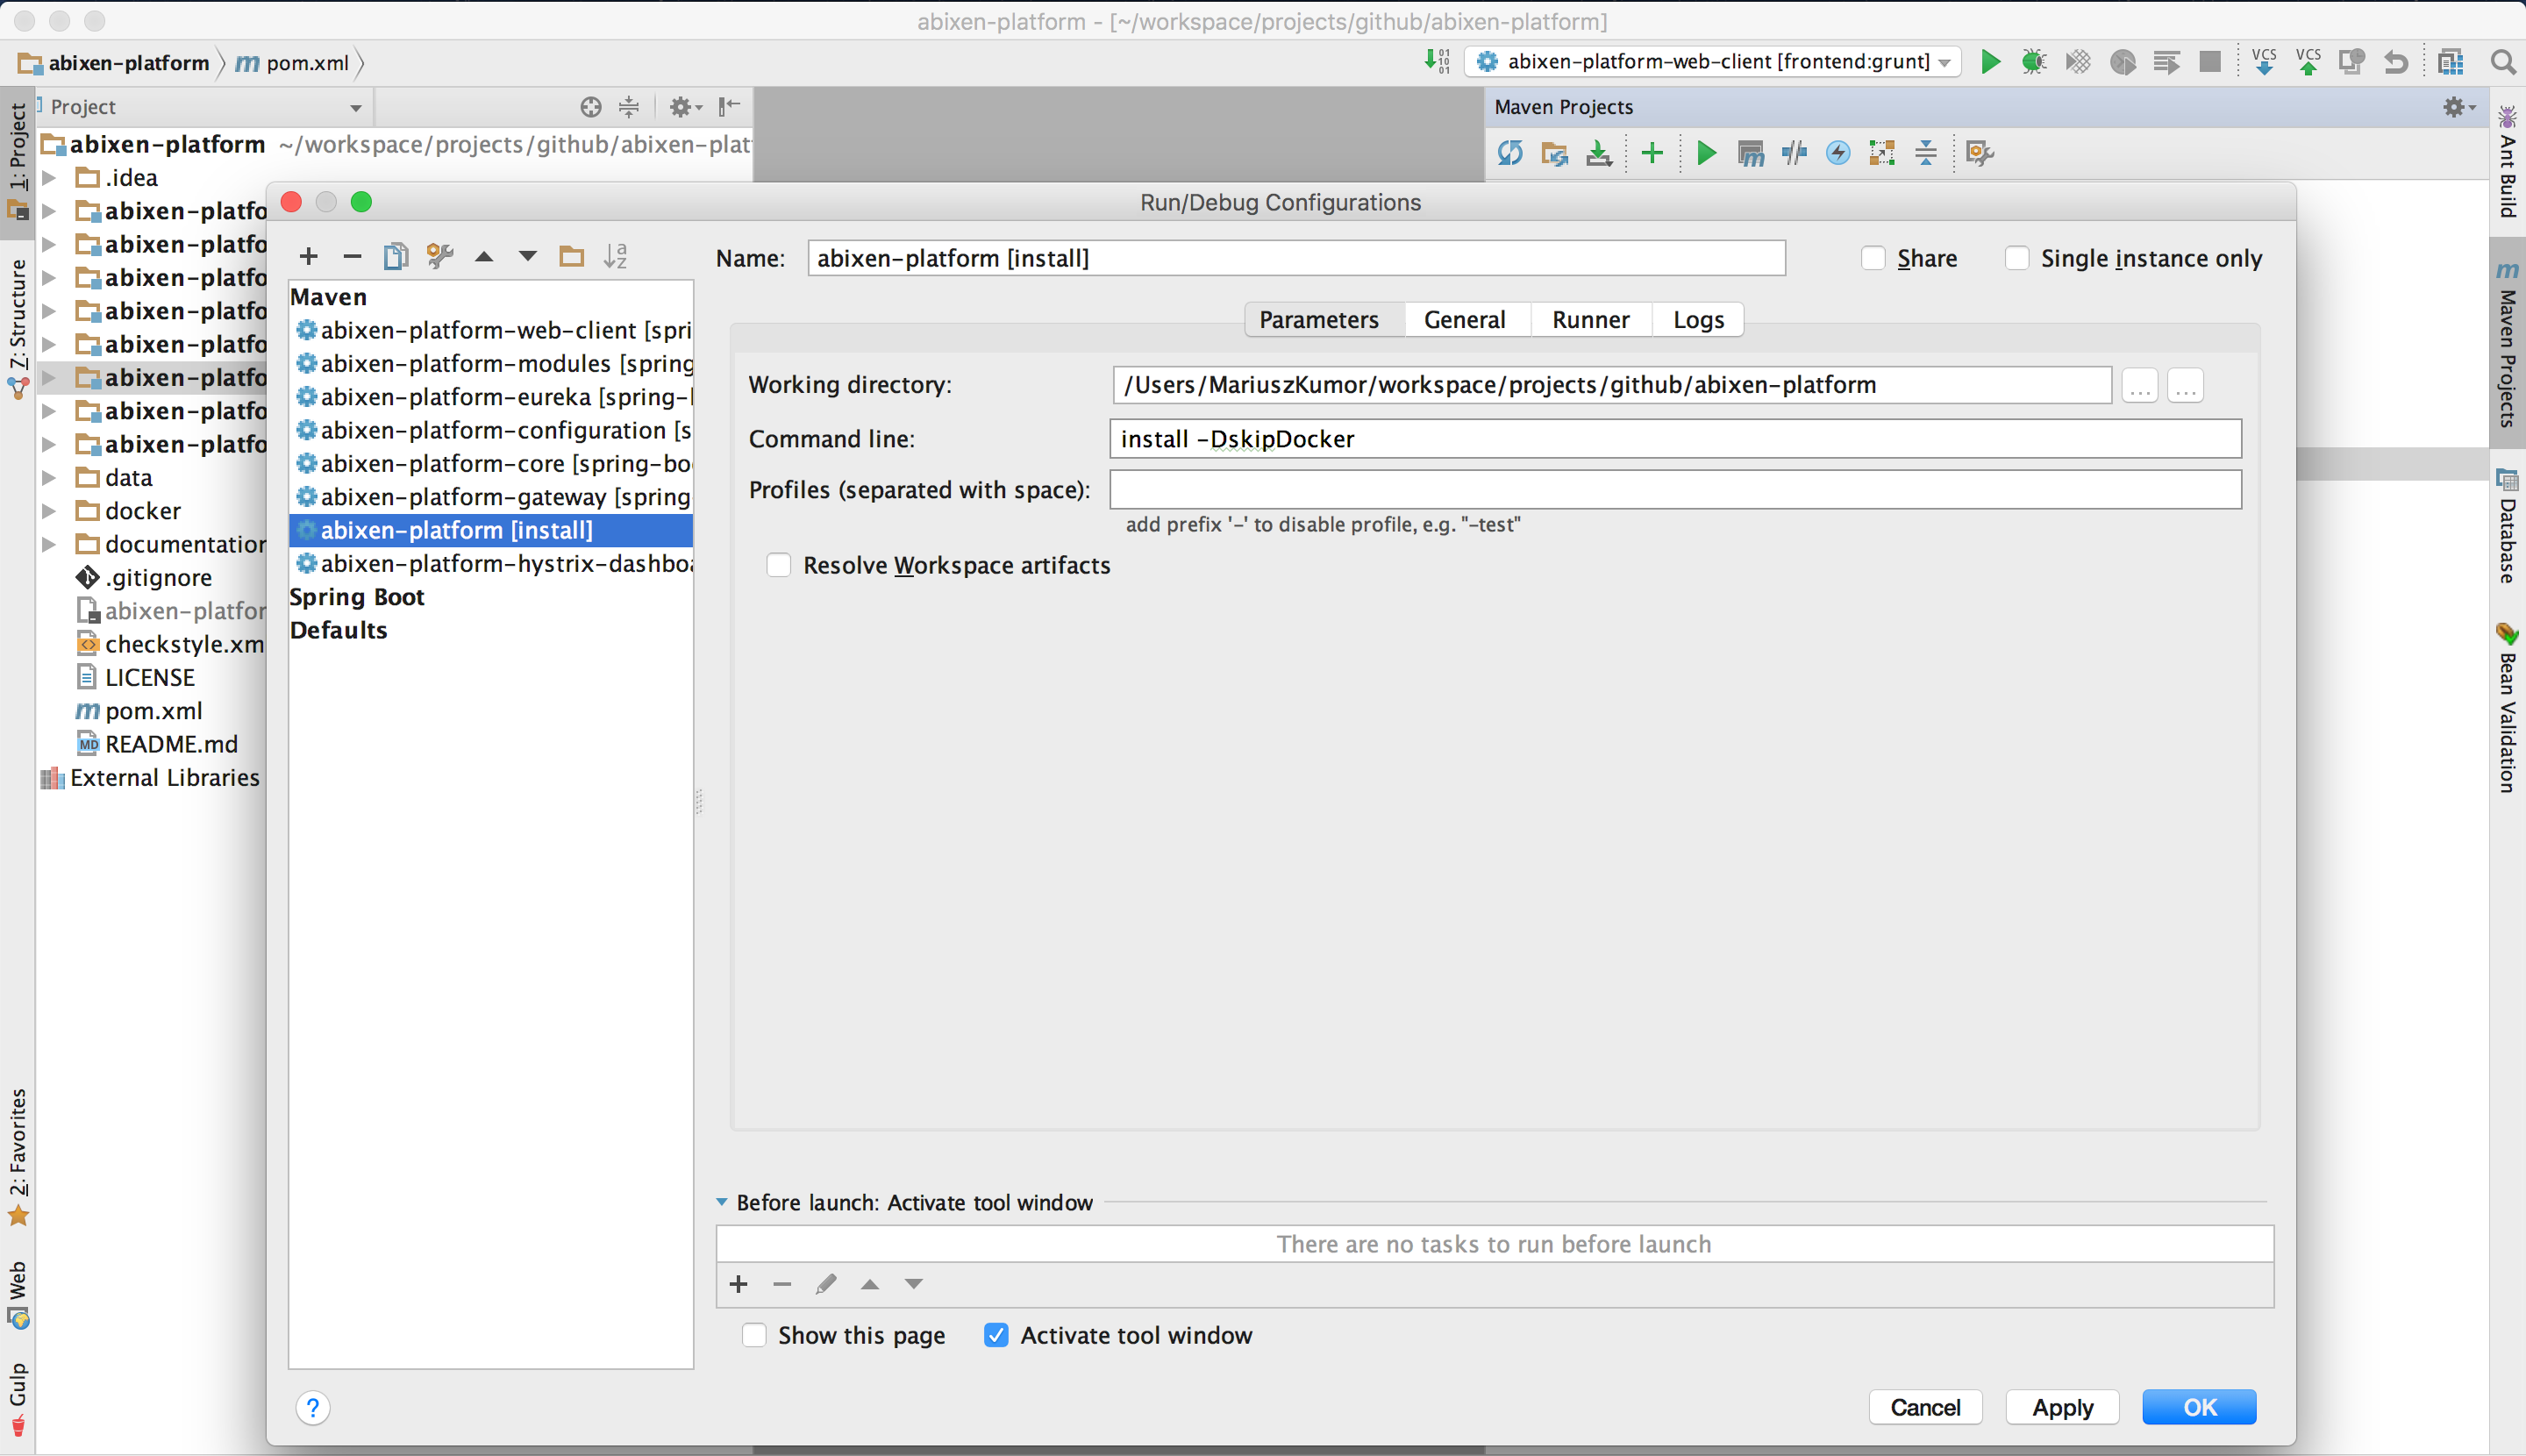 abixen-platform - [~/workspace/projects/github/abixen-platform]
abixen-platform
pom.xml
abixen-platform-web-client [frontend:grunt]
VCS
VCS
Project
Maven Projects
1: Project
Z: Structure
2: Favorites
Web
Gulp
abixen-platform ~/workspace/projects/github/abixen-plat
.idea
abixen-platfo
abixen-platfo
abixen-platfo
abixen-platfo
abixen-platfo
abixen-platfo
abixen-platfo
abixen-platfo
data
docker
documentation
.gitignore
abixen-platfor
checkstyle.xm
LICENSE
pom.xml
README.md
External Libraries
Run/Debug Configurations
Maven
abixen-platform-web-client [spri
abixen-platform-modules [spring
abixen-platform-eureka [spring-
abixen-platform-configuration [s
abixen-platform-core [spring-bo
abixen-platform-gateway [spring
abixen-platform [install]
abixen-platform-hystrix-dashbo
Spring Boot
Defaults
Name: abixen-platform [install]
Share
Single instance only
Parameters
General
Runner
Logs
Working directory: /Users/MariuszKumor/workspace/projects/github/abixen-platform
... ...
Command line: install -DskipDocker
Profiles (separated with space):
add prefix '-' to disable profile, e.g. "-test"
Resolve Workspace artifacts
Before launch: Activate tool window
There are no tasks to run before launch
Show this page
Activate tool window
?
Cancel
Apply
OK
Ant Build
Maven Projects
Database
Bean Validation